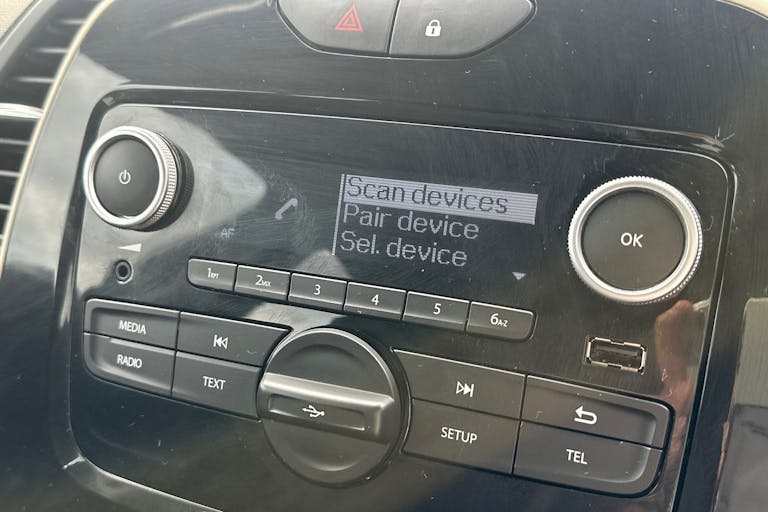 AF
Scan devices
Pair device
Sel. device
OK
1RPT
2MIX
3
4
5
6A-Z
MEDIA
RADIO
TEXT
SETUP
TEL